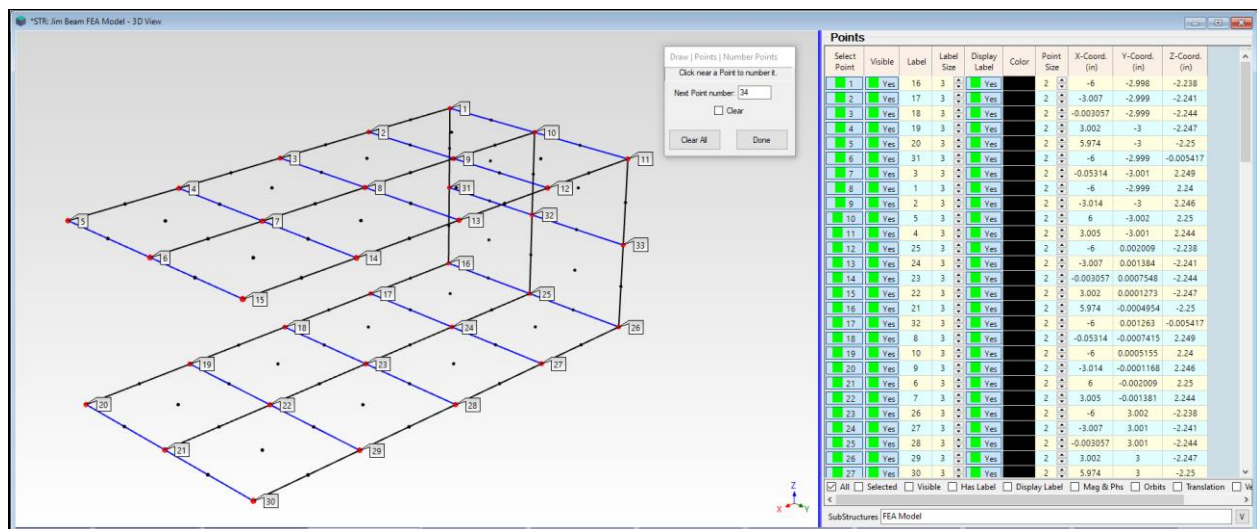 *STR: Jim Beam FEA Model - 3D View
Draw | Points | Number Points
Click near a Point to number it.
Next Point number: 34
Clear
Clear All Done
1
2
10
3
9
11
4
8
31
12
5
7
13
32
6
14
33
15
16
17
25
18
24
26
19
23
27
20
22
28
21
29
30
Z
X Y
Points
Select Point Visible Label Label Size Display Label Color Point Size X-Coord. (in) Y-Coord. (in) Z-Coord. (in)
1 Yes 16 3 Yes 2 -6 -2.998 -2.238
2 Yes 17 3 Yes 2 -3.007 -2.999 -2.241
3 Yes 18 3 Yes 2 -0.003057 -2.999 -2.244
4 Yes 19 3 Yes 2 3.002 -3 -2.247
5 Yes 20 3 Yes 2 5.974 -3 -2.25
6 Yes 31 3 Yes 2 -6 -2.999 -0.005417
7 Yes 3 3 Yes 2 -0.05314 -3.001 2.249
8 Yes 1 3 Yes 2 -6 -2.999 2.24
9 Yes 2 3 Yes 2 -3.014 -3 2.246
10 Yes 5 3 Yes 2 6 -3.002 2.25
11 Yes 4 3 Yes 2 3.005 -3.001 2.244
12 Yes 25 3 Yes 2 -6 0.002009 -2.238
13 Yes 24 3 Yes 2 -3.007 0.001384 -2.241
14 Yes 23 3 Yes 2 -0.003057 0.0007548 -2.244
15 Yes 22 3 Yes 2 3.002 0.0001273 -2.247
16 Yes 21 3 Yes 2 5.974 -0.0004954 -2.25
17 Yes 32 3 Yes 2 -6 0.001263 -0.005417
18 Yes 8 3 Yes 2 -0.05314 -0.0007415 2.249
19 Yes 10 3 Yes 2 -6 0.0005155 2.24
20 Yes 9 3 Yes 2 -3.014 -0.0001168 2.246
21 Yes 6 3 Yes 2 6 -0.002009 2.25
22 Yes 7 3 Yes 2 3.005 -0.001381 2.244
23 Yes 26 3 Yes 2 -6 3.002 -2.238
24 Yes 27 3 Yes 2 -3.007 3.001 -2.241
25 Yes 28 3 Yes 2 -0.003057 3.001 -2.244
26 Yes 29 3 Yes 2 3.002 3 -2.247
27 Yes 30 3 Yes 2 5.974 3 -2.25
All Selected Visible Has Label Display Label Mag & Phs Orbits Translation Ve
SubStructures FEA Model V